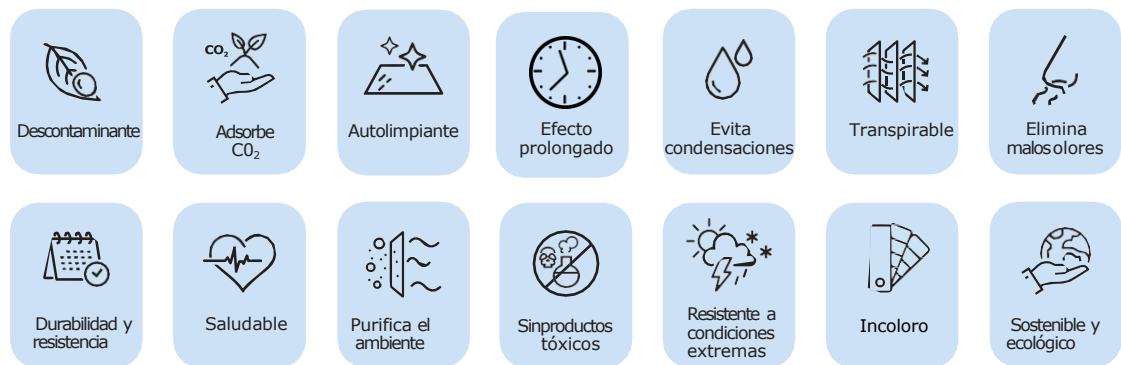 Descontaminante
CO₂
Adsorbe
C0₂
Autolimpiante
Efecto
prolongado
Evita
condensaciones
Transpirable
Elimina
malos olores
Durabilidad y
resistencia
Saludable
Purifica el
ambiente
Sinproductos
tóxicos
Resistente a
condiciones
extremas
Incoloro
Sostenible y
ecológico